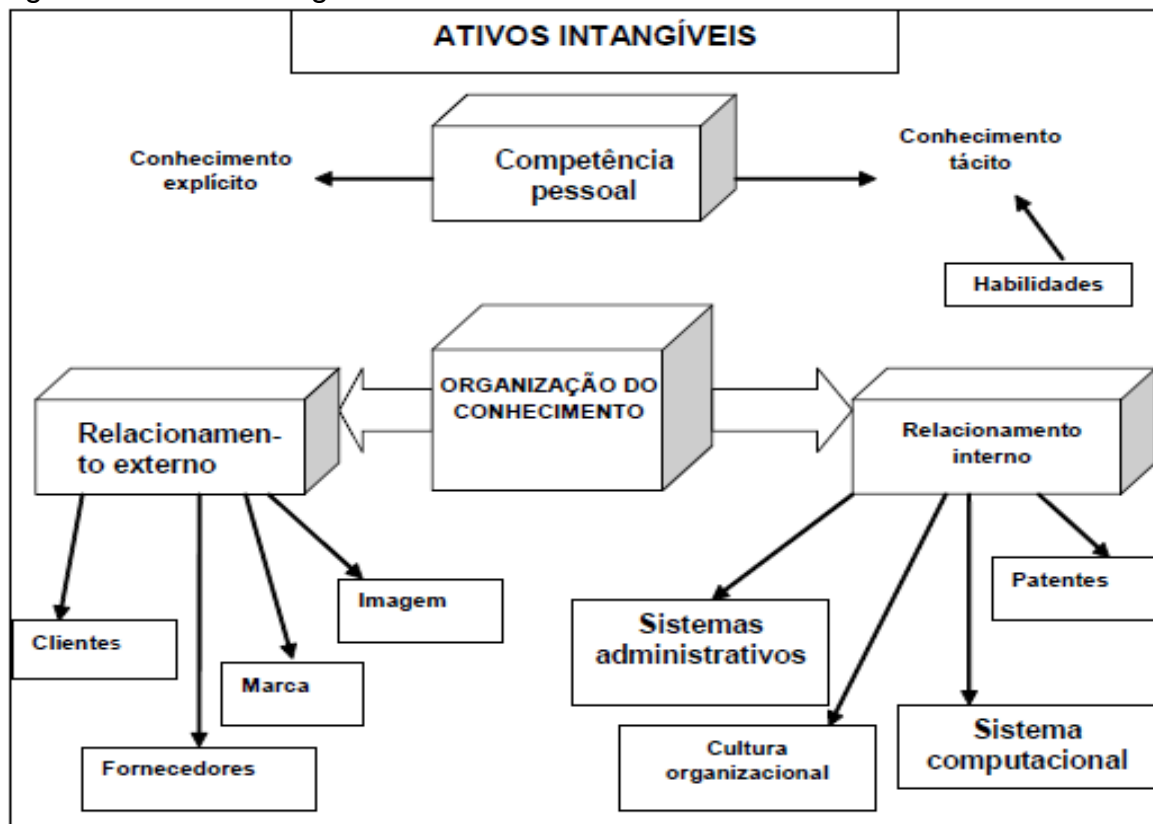 ATIVOS INTANGÍVEIS
Conhecimento
explícito
Competência
pessoal
Conhecimento
tácito
Habilidades
ORGANIZAÇÃO DO
CONHECIMENTO
Relacionamen-
to externo
Relacionamento
interno
Clientes
Fornecedores
Marca
Imagem
Sistemas
administrativos
Cultura
organizacional
Sistema
computacional
Patentes